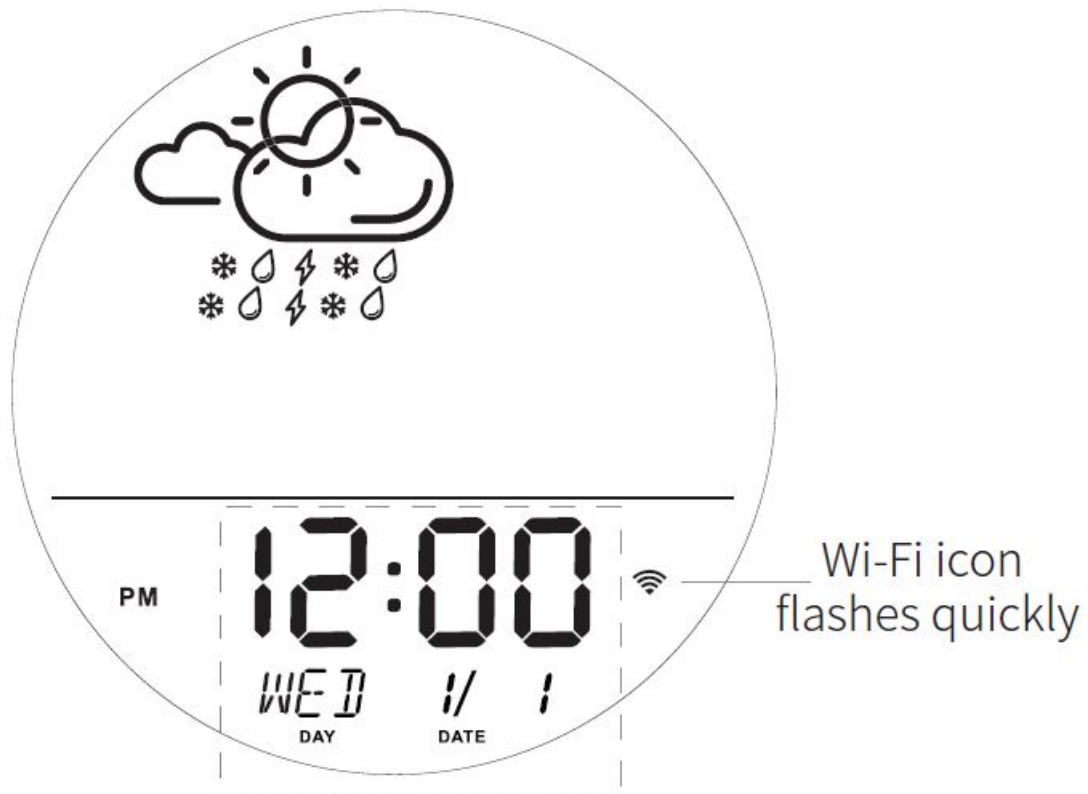 12:00
PM
Wi-Fi icon
flashes quickly
WED 1/ 1
DAY DATE